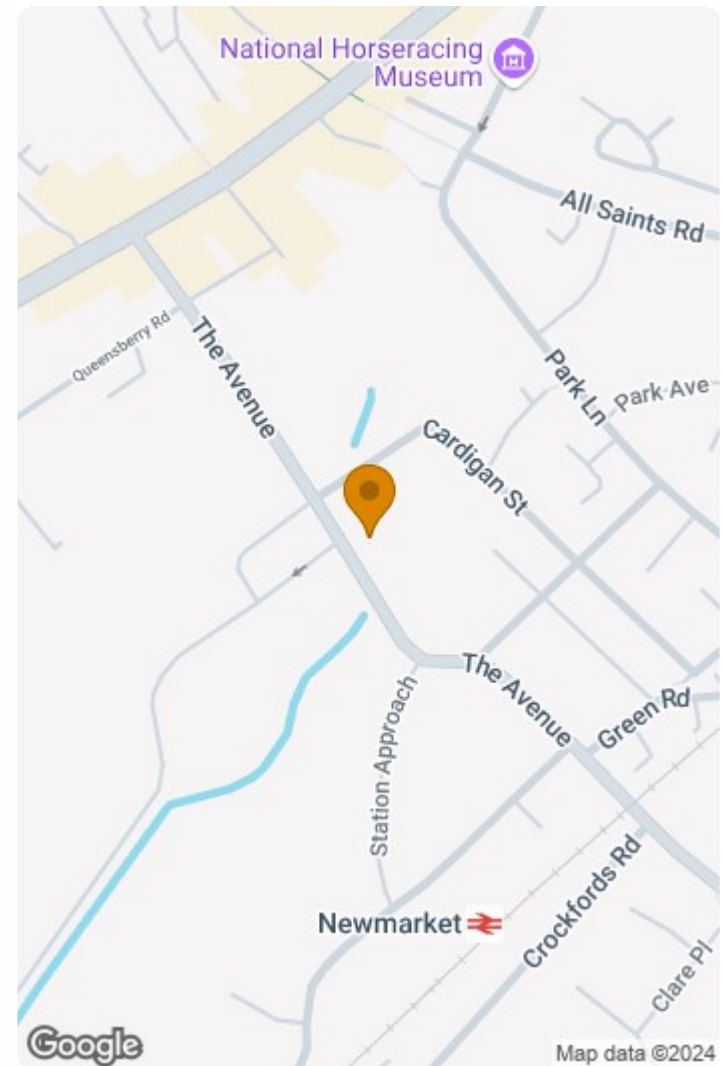 National Horseracing
Museum
All Saints Rd
Queensberry Rd
The Avenue
Park Ln
Park Ave
Cardigan St
The Avenue
Green Rd
Station Approach
Newmarket
Crockfords Rd
Clare Pl
Google
Map data ©2024